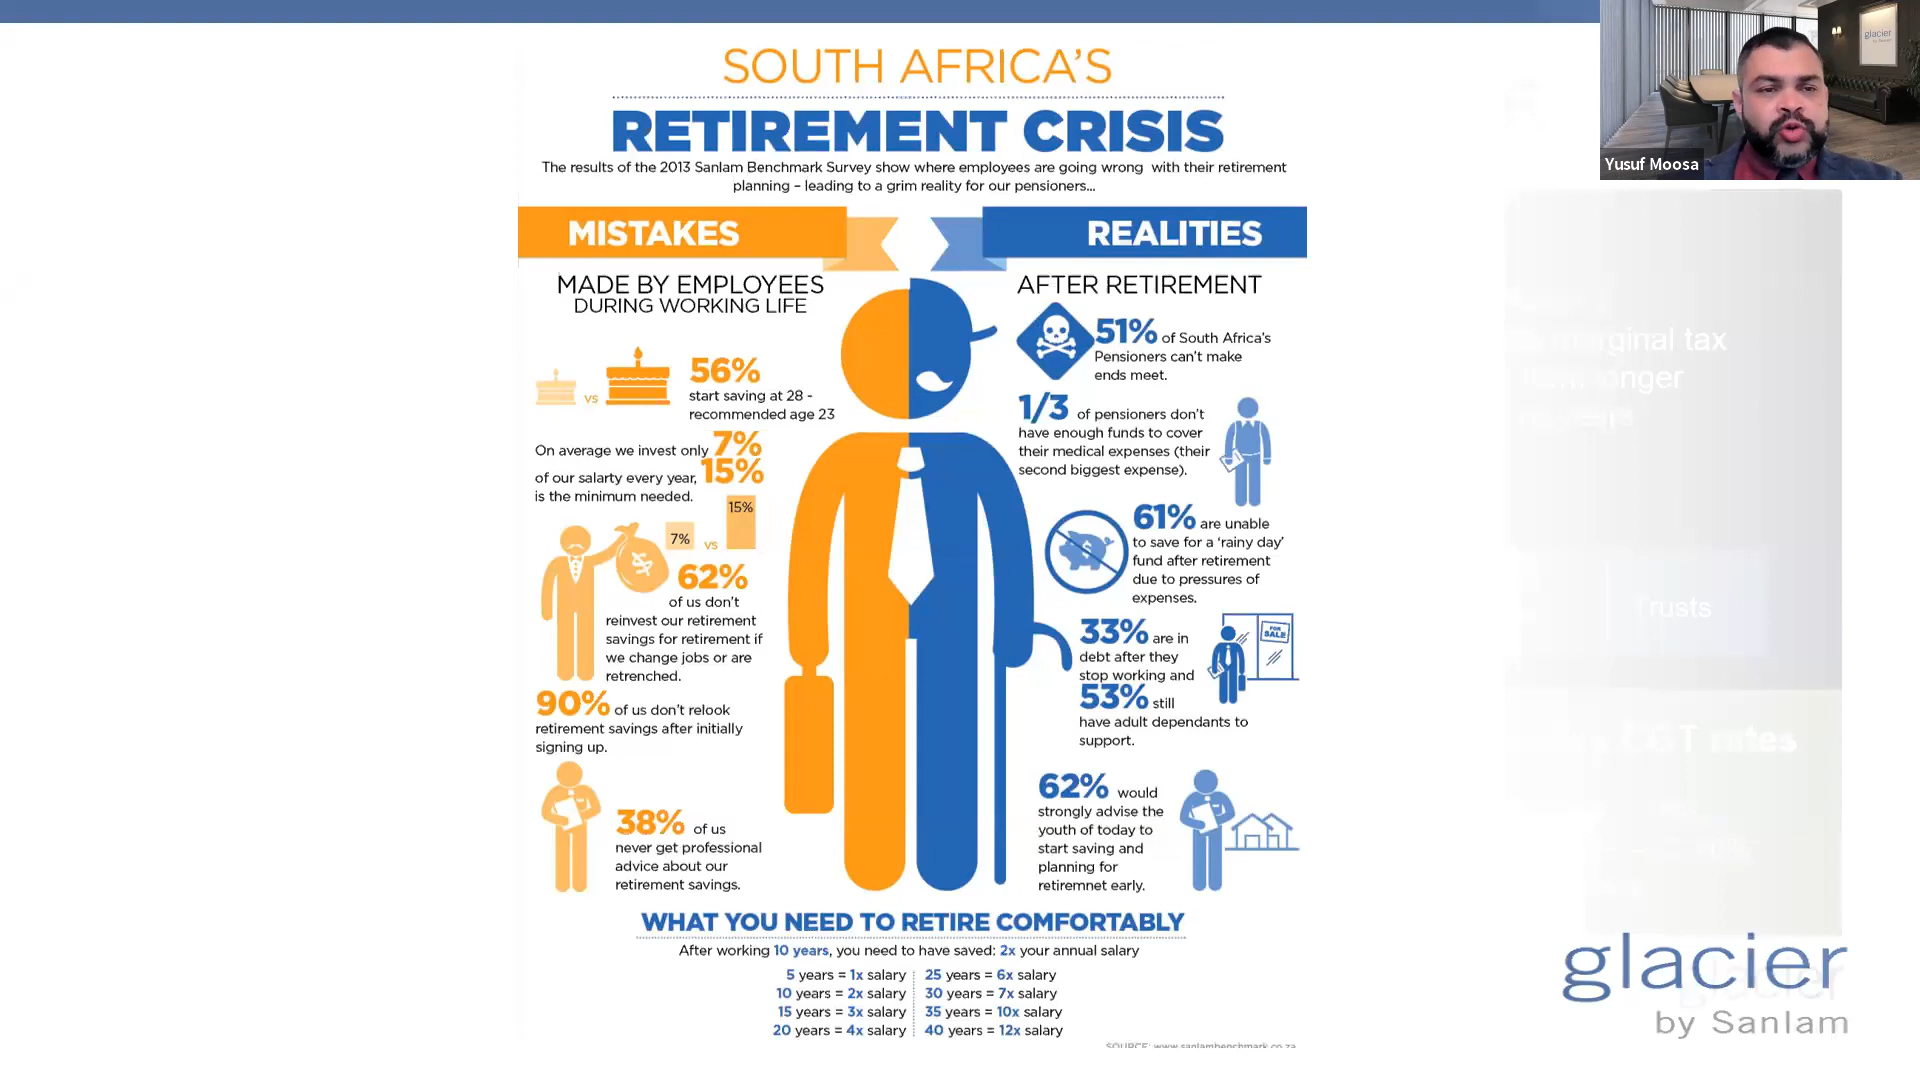 SOUTH AFRICA'S
RETIREMENT CRISIS
The results of the 2013 Sanlam Benchmark Survey show where employees are going wrong with their retirement
planning – leading to a grim reality for our pensioners...
MISTAKES
MADE BY EMPLOYEES
DURING WORKING LIFE
vs
56%
start saving at 28 -
recommended age 23
On average we invest only 7%
of our salarty every year, 15%
is the minimum needed.
7%
vs
15%
62%
of us don't
reinvest our retirement
savings for retirement if
we change jobs or are
retrenched.
90% of us don't relook
retirement savings after initially
signing up.
38% of us
never get professional
advice about our
retirement savings.
REALITIES
AFTER RETIREMENT
51% of South Africa's
Pensioners can't make
ends meet.
1/3 of pensioners don't
have enough funds to cover
their medical expenses (their
second biggest expense).
61% are unable
to save for a 'rainy day'
fund after retirement
due to pressures of
expenses.
33% are in
debt after they
stop working and
53% still
have adult dependants to
support.
FOR
SALE
62% would
strongly advise the
youth of today to
start saving and
planning for
retiremnet early.
WHAT YOU NEED TO RETIRE COMFORTABLY
After working 10 years, you need to have saved: 2x your annual salary
5 years = 1x salary
10 years = 2x salary
15 years = 3x salary
20 years = 4x salary
25 years = 6x salary
30 years = 7x salary
35 years = 10x salary
40 years = 12x salary
SOURCE: www.sanlambenchmark.co.za
glacier
by Sanlam
Yusuf Moosa
tax
Trusts
CGT rates
glacier
by Sanlam